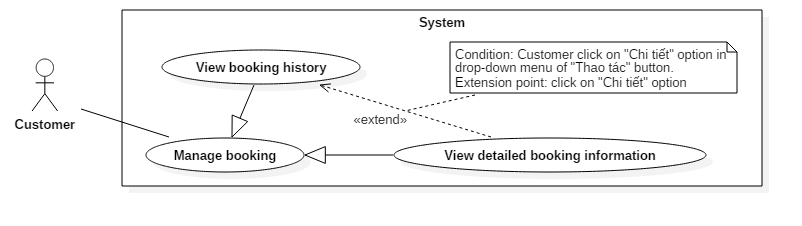 System
Condition: Customer click on "Chi tiết" option in
drop-down menu of "Thao tác" button.
Extension point: click on "Chi tiết" option
View booking history
Customer
«extend»
Manage booking
View detailed booking information